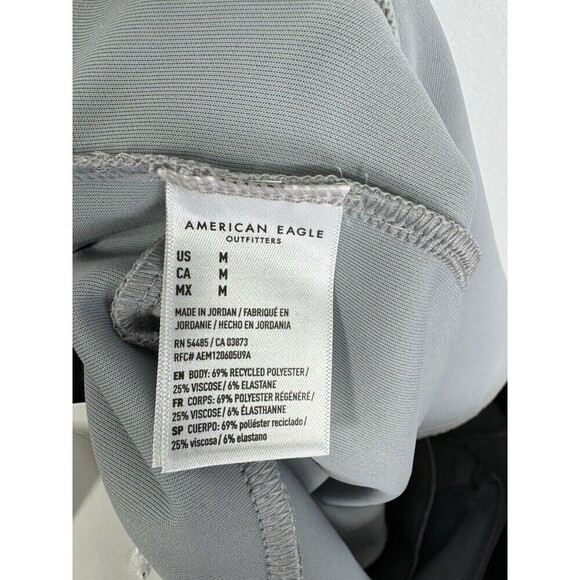 AMERICAN EAGLE
OUTFITTERS
US M
CA M
MX M
MADE IN JORDAN / FABRIQUÉ EN
JORDANIE / HECHO EN JORDANIA
RN 54485 / CA 03873
RFC# AEM120605U9A
EN BODY: 69% RECYCLED POLYESTER /
25% VISCOSE / 6% ELASTANE
FR CORPS: 69% POLYESTER RÉGÉNÉRÉ /
25% VISCOSE / 6% ÉLASTHANNE
SP CUERPO: 69% poliéster reciclado /
25% viscosa / 6% elastano